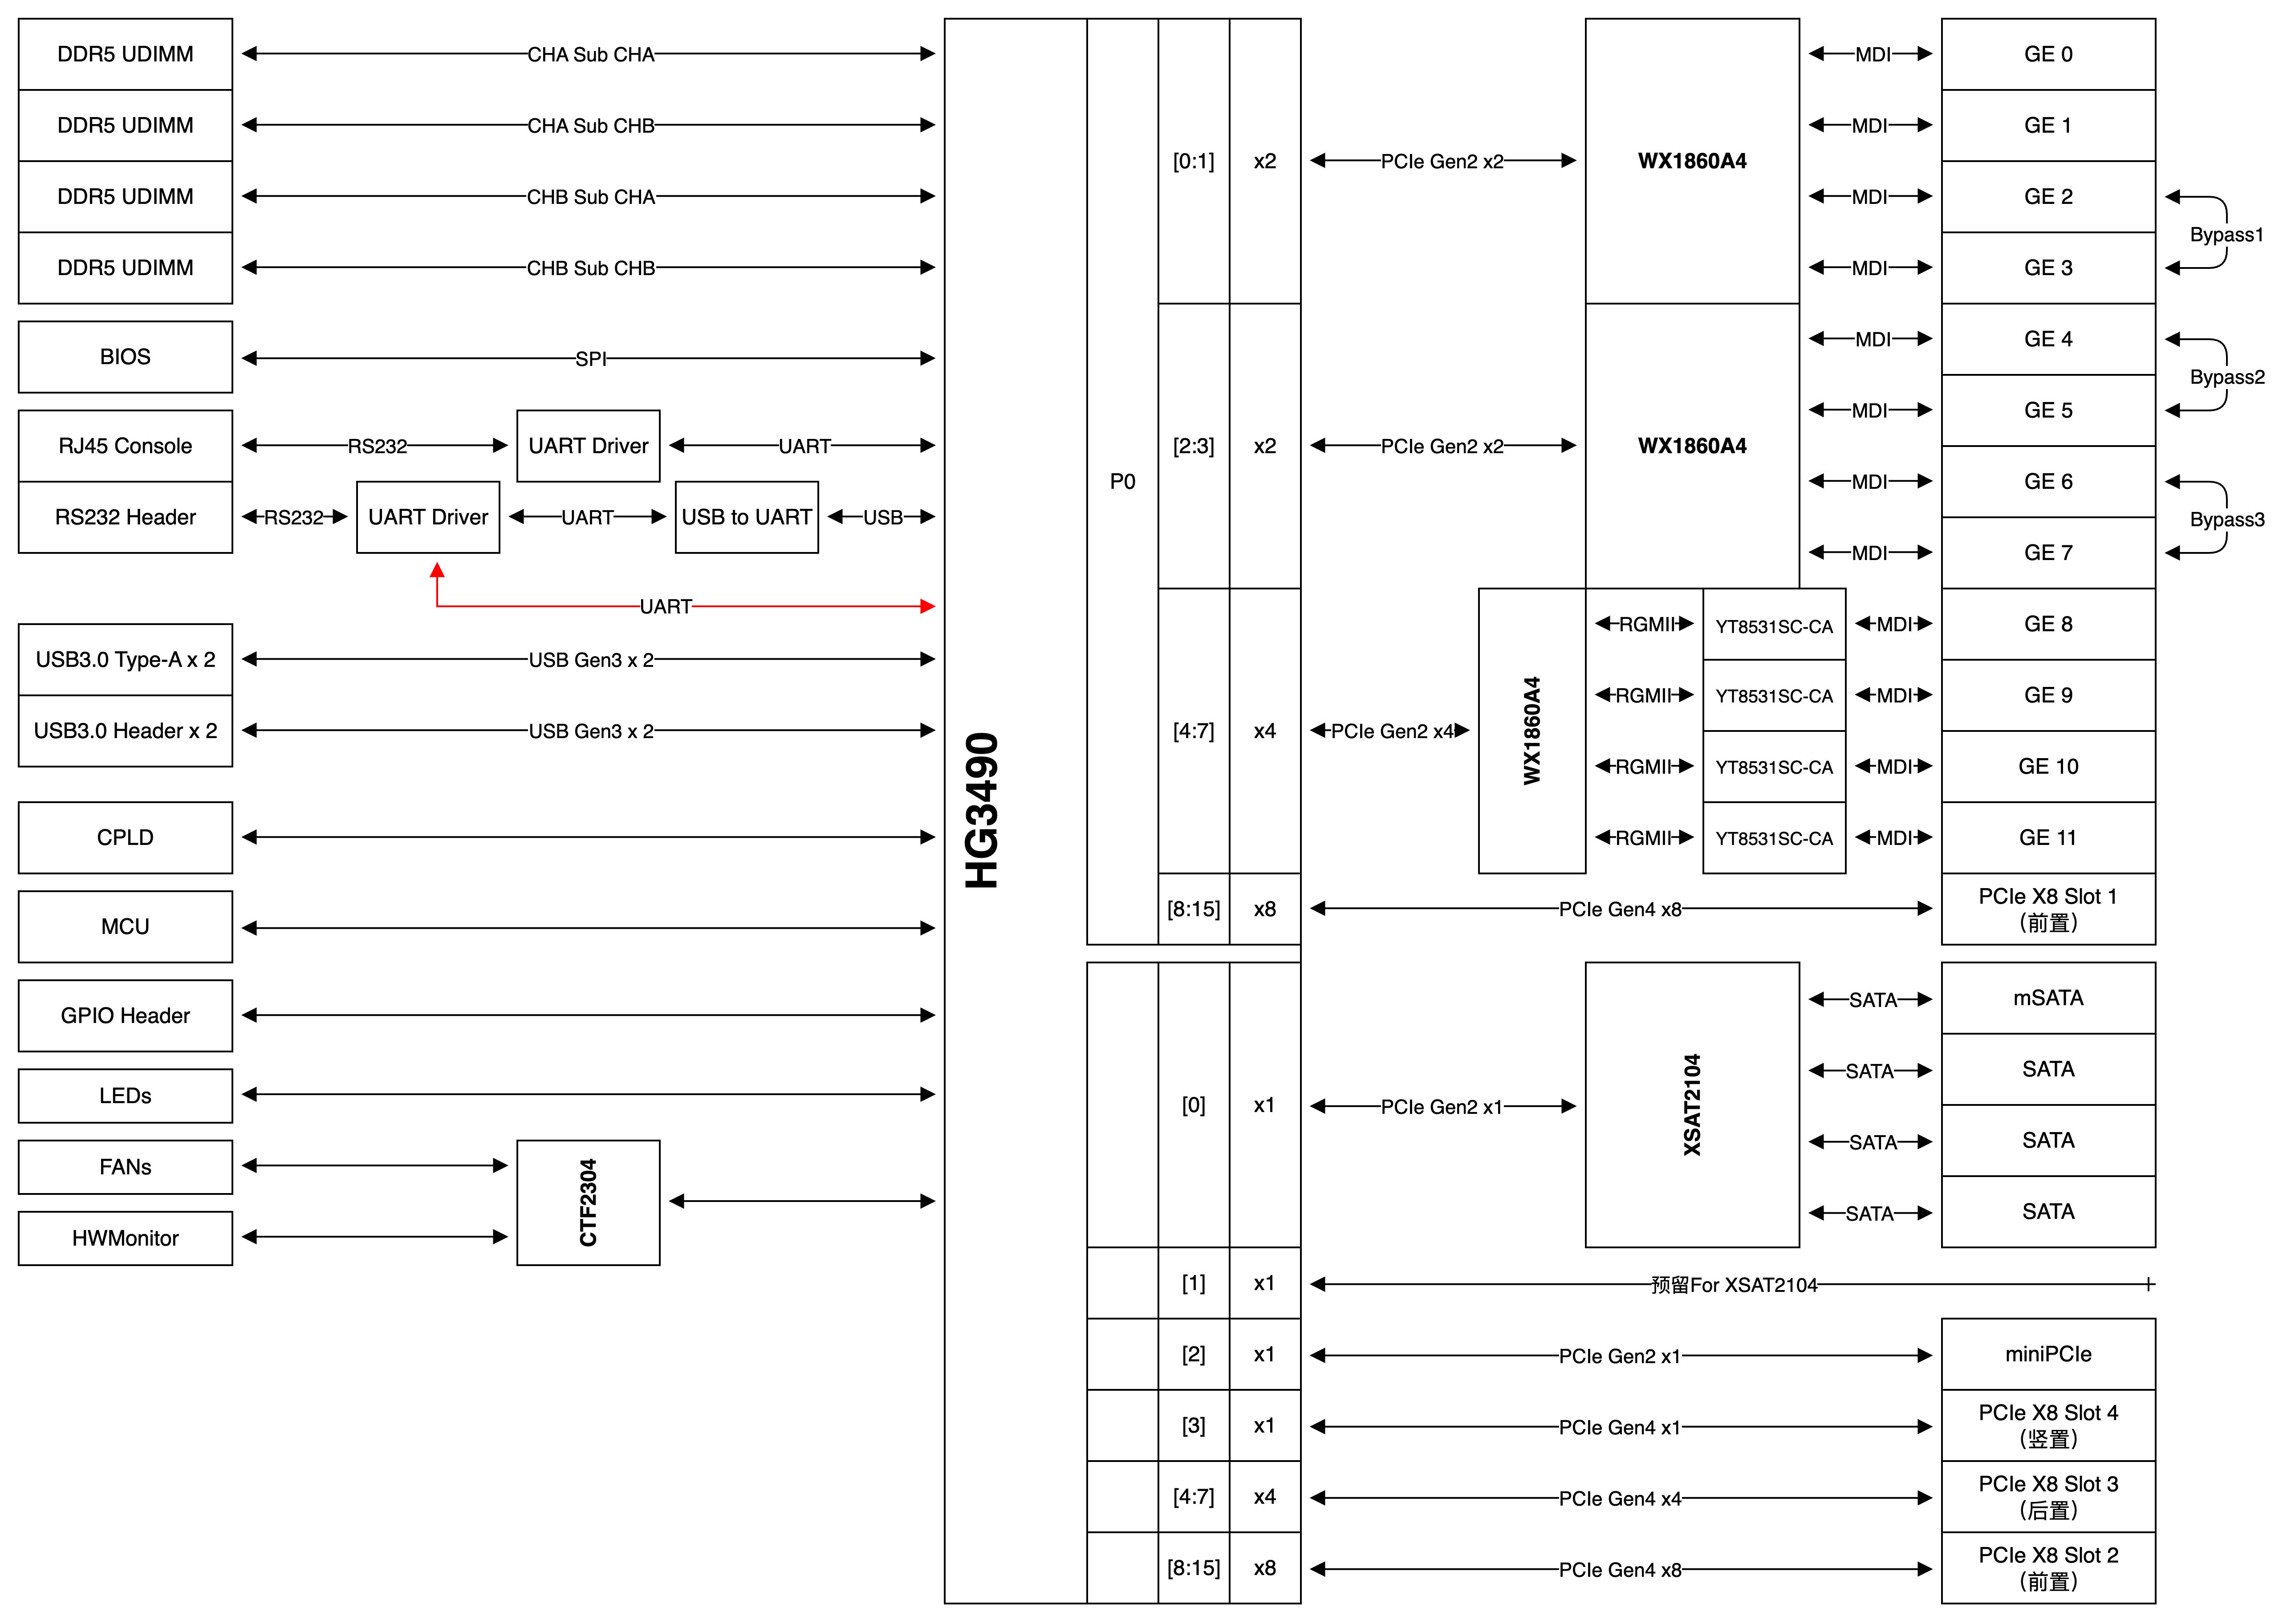 DDR5 UDIMM
CHA Sub CHA
DDR5 UDIMM
CHA Sub CHB
DDR5 UDIMM
CHB Sub CHA
DDR5 UDIMM
CHB Sub CHB
BIOS
SPI
RJ45 Console
RS232
UART Driver
UART
RS232 Header
RS232
UART Driver
UART
USB to UART
USB
UART
USB3.0 Type-A x 2
USB Gen3 x 2
USB3.0 Header x 2
USB Gen3 x 2
CPLD
MCU
GPIO Header
LEDs
FANs
HWMonitor
CTF2304
HG3490
P0
[0:1]
x2
PCIe Gen2 x2
WX1860A4
MDI
GE 0
MDI
GE 1
MDI
GE 2
MDI
GE 3
Bypass1
[2:3]
x2
PCIe Gen2 x2
WX1860A4
MDI
GE 4
MDI
GE 5
Bypass2
MDI
GE 6
MDI
GE 7
Bypass3
[4:7]
x4
PCIe Gen2 x4
WX1860A4
RGMII
YT8531SC-CA
MDI
GE 8
RGMII
YT8531SC-CA
MDI
GE 9
RGMII
YT8531SC-CA
MDI
GE 10
RGMII
YT8531SC-CA
MDI
GE 11
[8:15]
x8
PCIe Gen4 x8
PCIe X8 Slot 1
（前置）
[0]
x1
PCIe Gen2 x1
XSAT2104
SATA
mSATA
SATA
SATA
SATA
SATA
SATA
SATA
[1]
x1
预留For XSAT2104
[2]
x1
PCIe Gen2 x1
miniPCIe
[3]
x1
PCIe Gen4 x1
PCIe X8 Slot 4
（竖置）
[4:7]
x4
PCIe Gen4 x4
PCIe X8 Slot 3
（后置）
[8:15]
x8
PCIe Gen4 x8
PCIe X8 Slot 2
（前置）